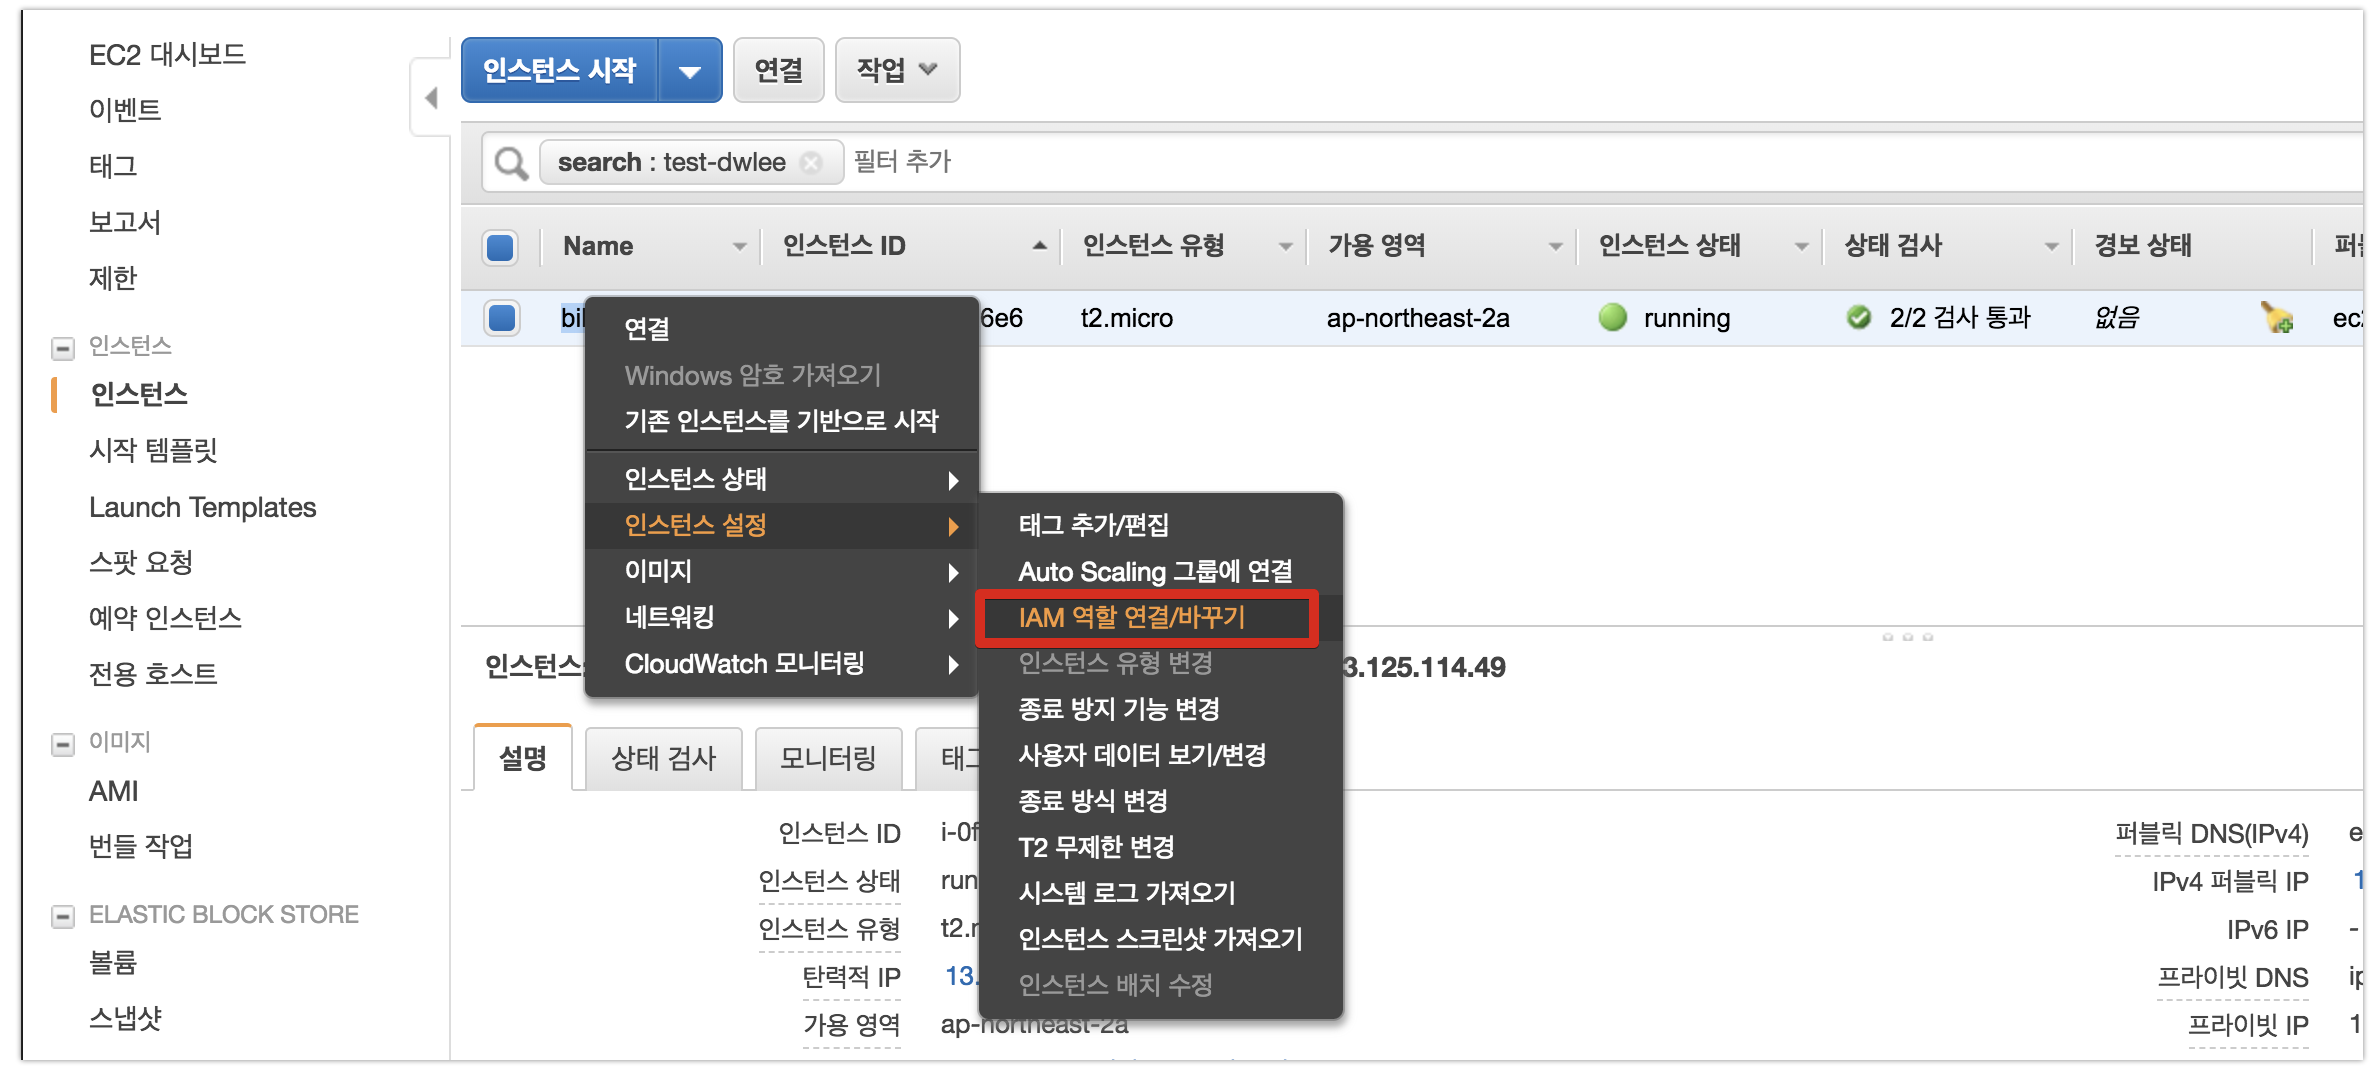 EC2 대시보드
이벤트
태그
보고서
제한
인스턴스
인스턴스
시작 템플릿
Launch Templates
스팟 요청
예약 인스턴스
전용 호스트
이미지
AMI
번들 작업
ELASTIC BLOCK STORE
볼륨
스냅샷
인스턴스 시작 연결 작업
search : test-dwlee 필터 추가
Name 인스턴스 ID 인스턴스 유형 가용 영역 인스턴스 상태 상태 검사 경보 상태
6e6 t2.micro ap-northeast-2a running 2/2 검사 통과 없음
연결
Windows 암호 가져오기
기존 인스턴스를 기반으로 시작
인스턴스 상태
인스턴스 설정
이미지
네트워킹
CloudWatch 모니터링
태그 추가/편집
Auto Scaling 그룹에 연결
IAM 역할 연결/바꾸기
인스턴스 유형 변경
종료 방지 기능 변경
사용자 데이터 보기/변경
종료 방식 변경
T2 무제한 변경
시스템 로그 가져오기
인스턴스 스크린샷 가져오기
인스턴스 배치 수정
인스턴스 3.125.114.49
설명 상태 검사 모니터링 태그
인스턴스 ID i-0f 퍼블릭 DNS(IPv4) e
인스턴스 상태 run IPv4 퍼블릭 IP 1
인스턴스 유형 t2.r IPv6 IP -
탄력적 IP 13. 프라이빗 DNS ip
가용 영역 ap-northeast-2a 프라이빗 IP 1